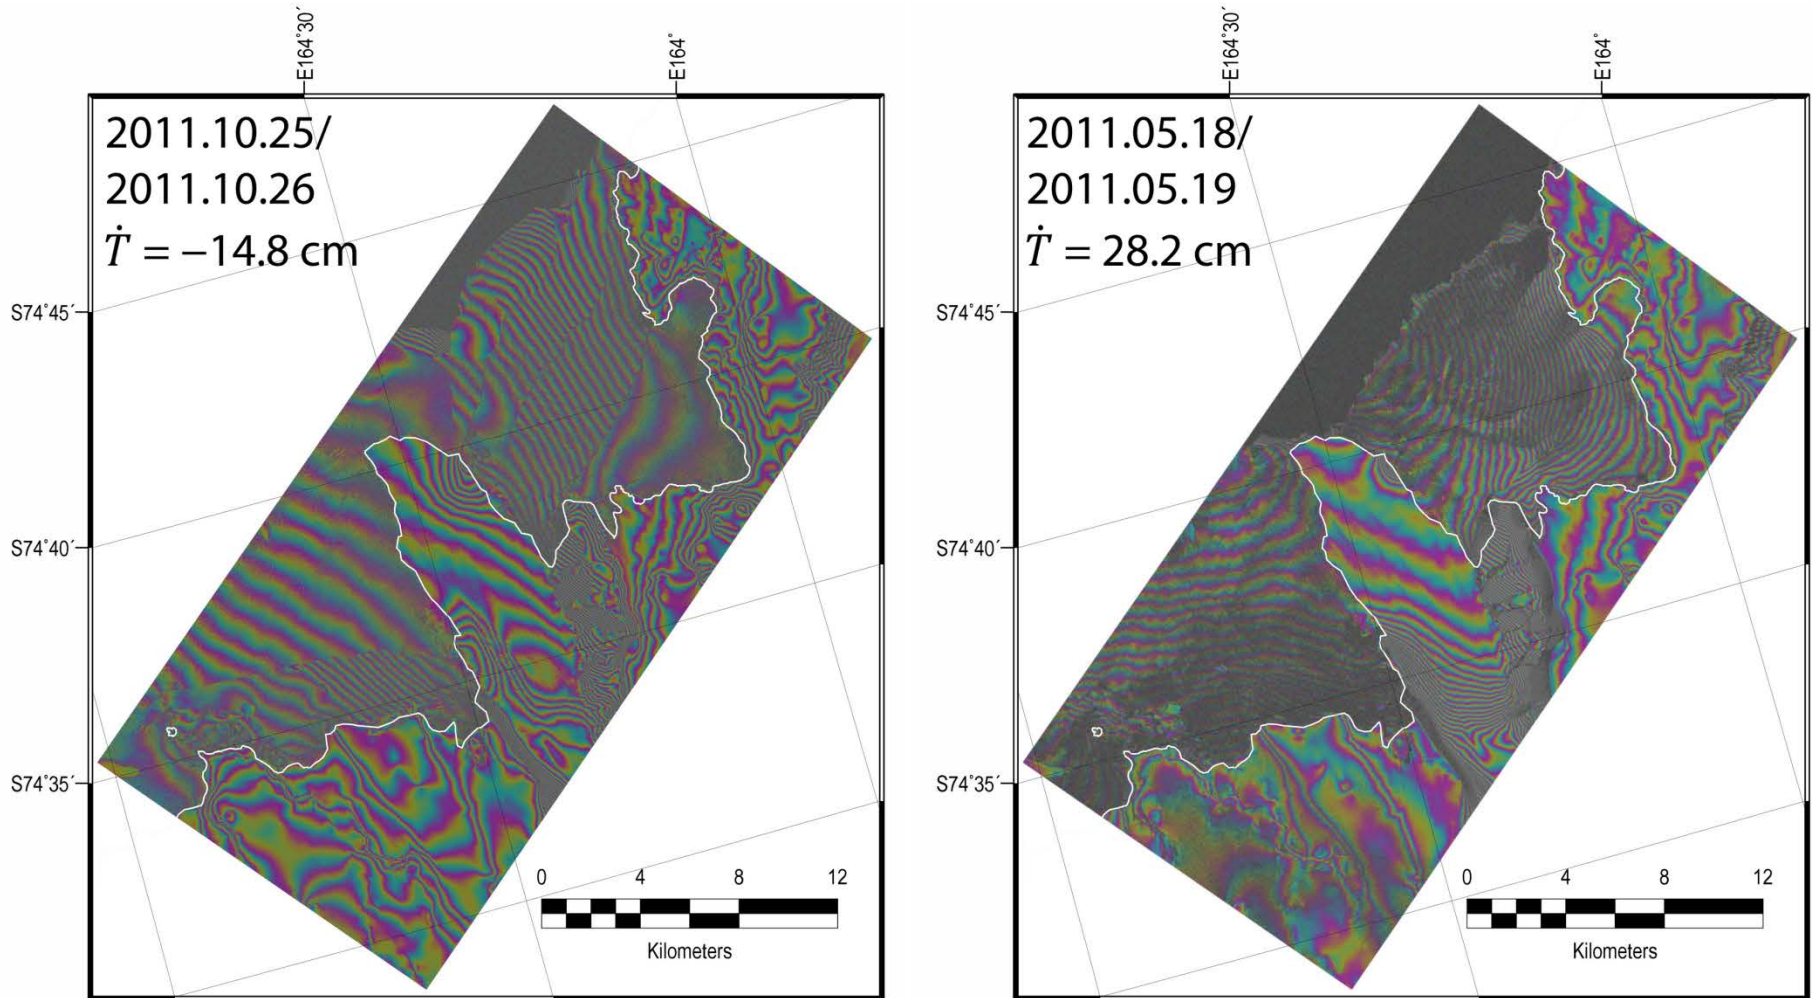 E164°30´
E164°
2011.10.25/
2011.10.26
Ṫ = −14.8 cm
S74°45´
S74°40´
S74°35´
0 4 8 12
Kilometers
E164°30´
E164°
2011.05.18/
2011.05.19
Ṫ = 28.2 cm
S74°45´
S74°40´
S74°35´
0 4 8 12
Kilometers